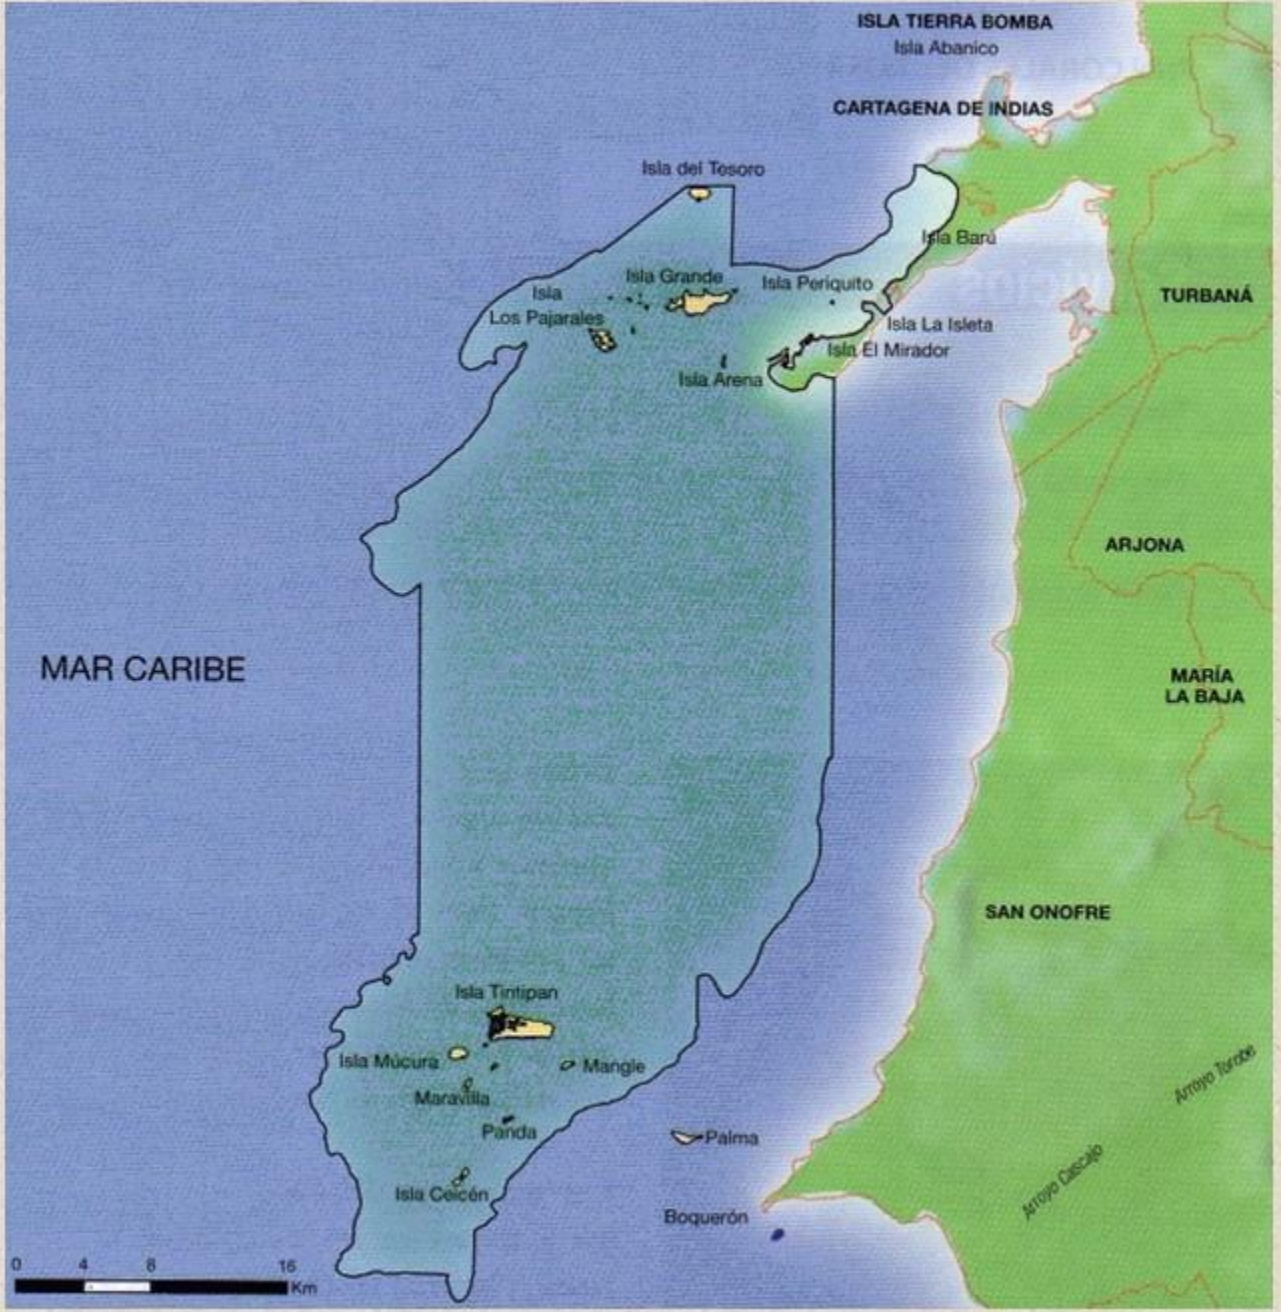 ISLA TIERRA BOMBA
Isla Abanico
CARTAGENA DE INDIAS
Isla del Tesoro
Isla Barú
Isla Grande
Isla Periquito
Isla
Los Pajarales
TURBANÁ
Isla La Isleta
Isla El Mirador
Isla Arena
ARJONA
MAR CARIBE
MARÍA
LA BAJA
SAN ONOFRE
Isla Tintipan
Isla Múcura
Mangle
Maravilla
Panda
Palma
Isla Ceicén
Boquerón
Arroyo Torobe
Arroyo Cascajo
0 4 8 16
Km